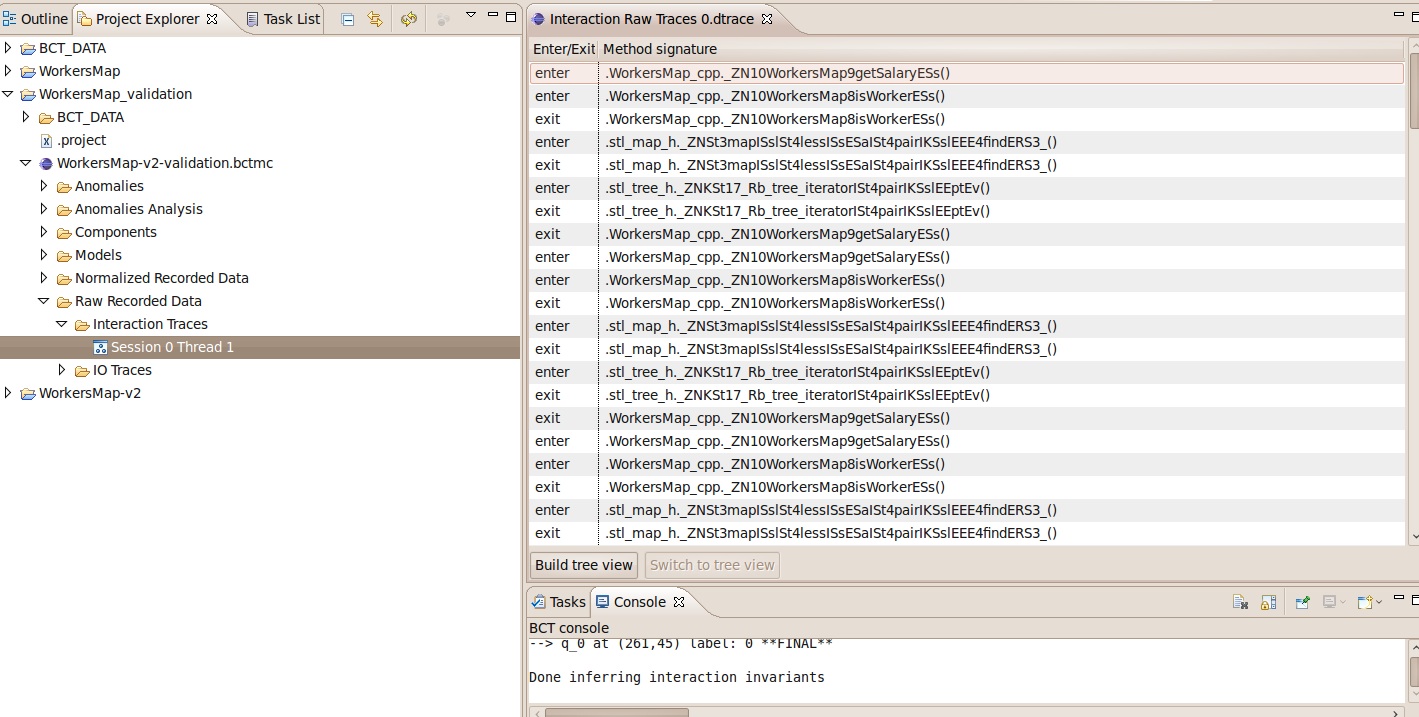 Outline Project Explorer Task List
BCT_DATA
WorkersMap
WorkersMap_validation
BCT_DATA
.project
WorkersMap-v2-validation.bctmc
Anomalies
Anomalies Analysis
Components
Models
Normalized Recorded Data
Raw Recorded Data
Interaction Traces
Session 0 Thread 1
IO Traces
WorkersMap-v2
Interaction Raw Traces 0.dtrace
Enter/Exit Method signature
enter .WorkersMap_cpp._ZN10WorkersMap9getSalaryESs()
enter .WorkersMap_cpp._ZN10WorkersMap8isWorkerESs()
exit .WorkersMap_cpp._ZN10WorkersMap8isWorkerESs()
enter .stl_map_h._ZNSt3mapISslSt4lessISsESaISt4pairIKSslEEE4findERS3_()
exit .stl_map_h._ZNSt3mapISslSt4lessISsESaISt4pairIKSslEEE4findERS3_()
enter .stl_tree_h._ZNKSt17_Rb_tree_iteratorISt4pairIKSslEEptEv()
exit .stl_tree_h._ZNKSt17_Rb_tree_iteratorISt4pairIKSslEEptEv()
exit .WorkersMap_cpp._ZN10WorkersMap9getSalaryESs()
enter .WorkersMap_cpp._ZN10WorkersMap9getSalaryESs()
enter .WorkersMap_cpp._ZN10WorkersMap8isWorkerESs()
exit .WorkersMap_cpp._ZN10WorkersMap8isWorkerESs()
enter .stl_map_h._ZNSt3mapISslSt4lessISsESaISt4pairIKSslEEE4findERS3_()
exit .stl_map_h._ZNSt3mapISslSt4lessISsESaISt4pairIKSslEEE4findERS3_()
enter .stl_tree_h._ZNKSt17_Rb_tree_iteratorISt4pairIKSslEEptEv()
exit .stl_tree_h._ZNKSt17_Rb_tree_iteratorISt4pairIKSslEEptEv()
exit .WorkersMap_cpp._ZN10WorkersMap9getSalaryESs()
enter .WorkersMap_cpp._ZN10WorkersMap9getSalaryESs()
enter .WorkersMap_cpp._ZN10WorkersMap8isWorkerESs()
exit .WorkersMap_cpp._ZN10WorkersMap8isWorkerESs()
enter .stl_map_h._ZNSt3mapISslSt4lessISsESaISt4pairIKSslEEE4findERS3_()
exit .stl_map_h._ZNSt3mapISslSt4lessISsESaISt4pairIKSslEEE4findERS3_()
Build tree view Switch to tree view
Tasks Console
BCT console
--> q_0 at (261,45) label: 0 **FINAL**
Done inferring interaction invariants